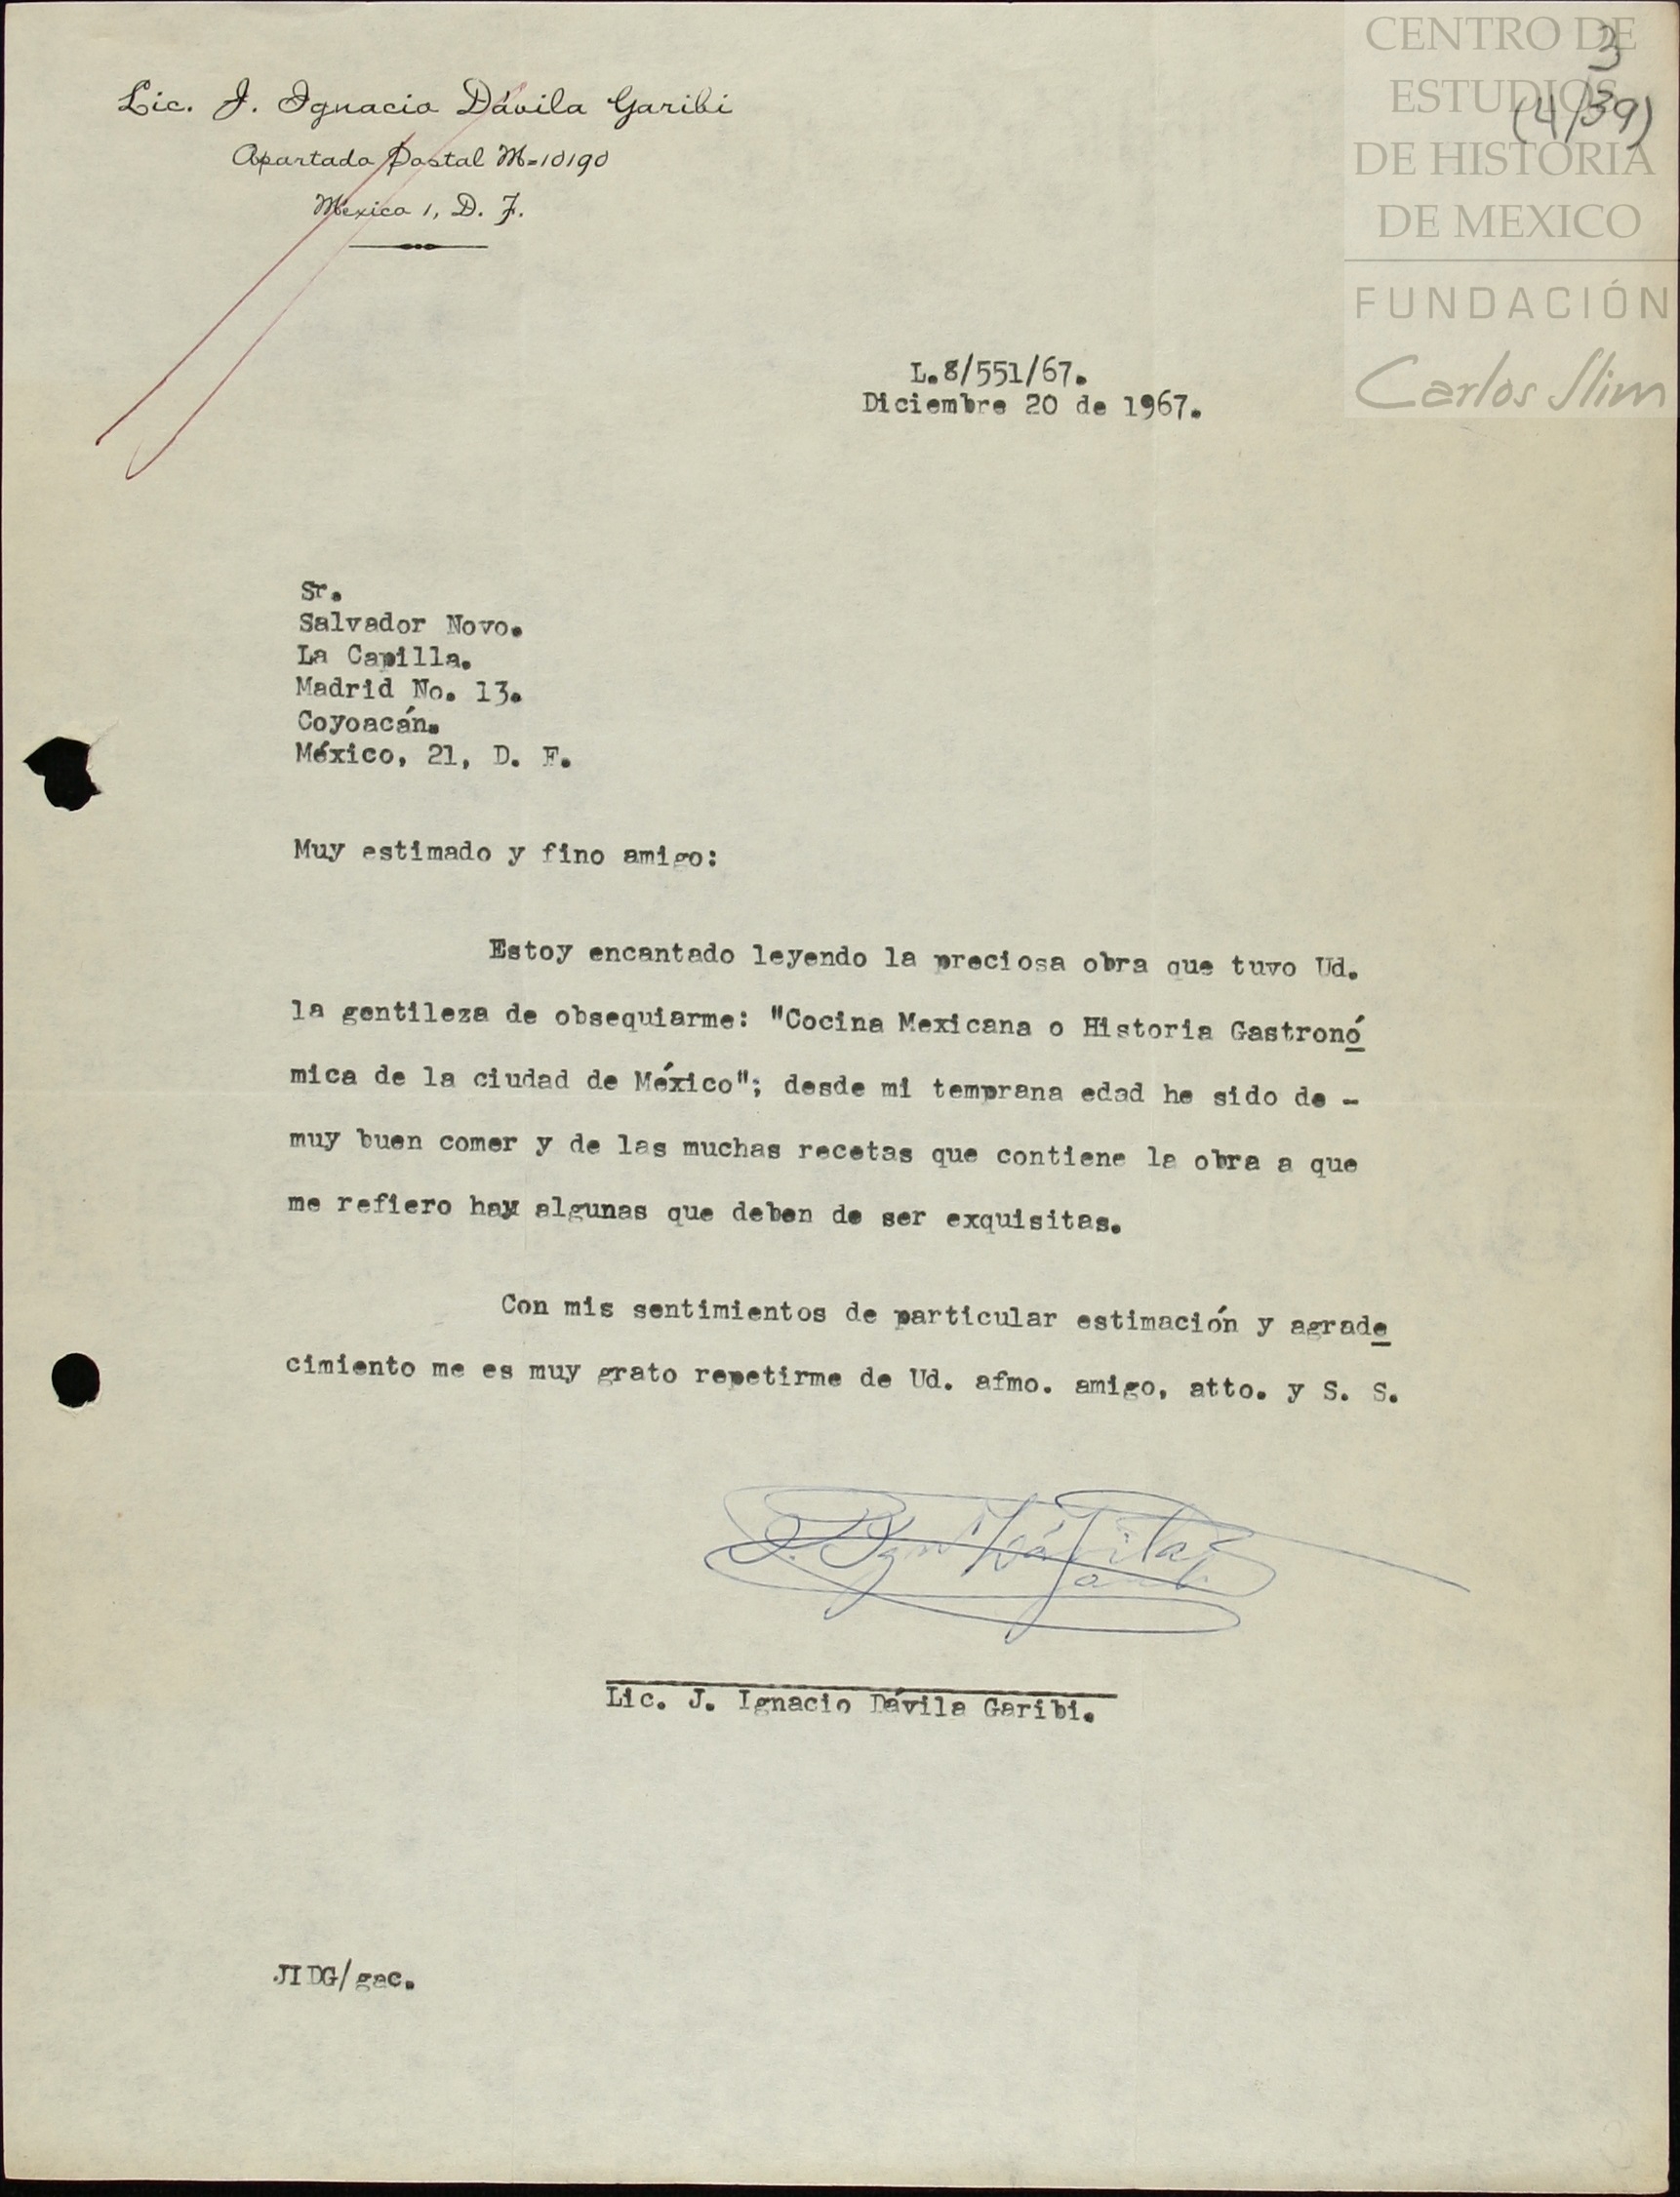 CENTRO DE
ESTUDIOS
DE HISTORIA
DE MEXICO
FUNDACIÓN
Carlos Slim
3
(4/39)
Lic. J. Ignacio Dávila Garibi
Apartado Postal M-10190
México 1, D. F.
L.8/551/67.
Diciembre 20 de 1967.
Sr.
Salvador Novo.
La Capilla.
Madrid No. 13.
Coyoacán.
México, 21, D. F.
Muy estimado y fino amigo:
Estoy encantado leyendo la preciosa obra que tuvo Ud.
la gentileza de obsequiarme: "Cocina Mexicana o Historia Gastronó
mica de la ciudad de México"; desde mi temprana edad he sido de -
muy buen comer y de las muchas recetas que contiene la obra a que
me refiero hay algunas que deben de ser exquisitas.
Con mis sentimientos de particular estimación y agrade
cimiento me es muy grato repetirme de Ud. afmo. amigo, atto. y S. S.
J. Ign Dávila
Garibi
Lic. J. Ignacio Dávila Garibi.
JIDG/gac.